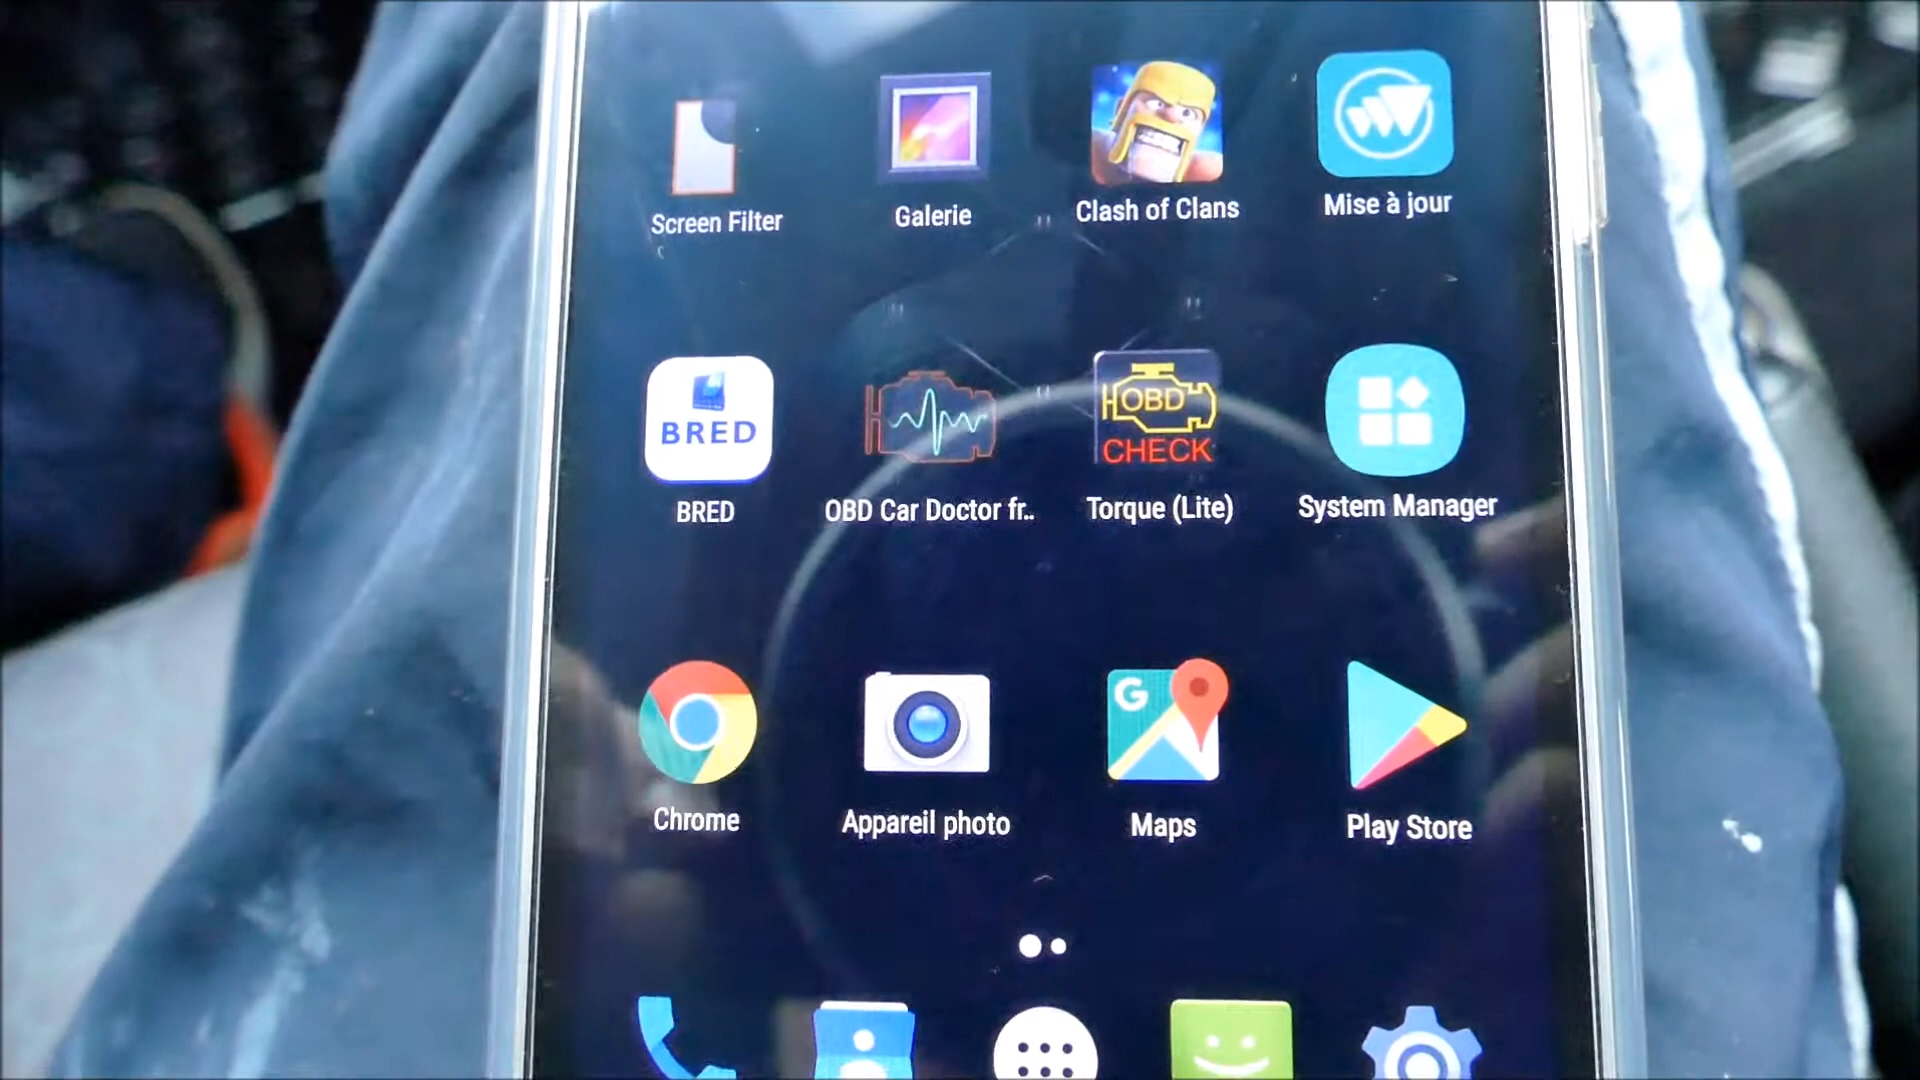 Screen Filter
Galerie
Clash of Clans
Mise à jour
BRED
BRED
OBD Car Doctor fr..
OBD
CHECK
Torque (Lite)
System Manager
Chrome
Appareil photo
G
Maps
Play Store